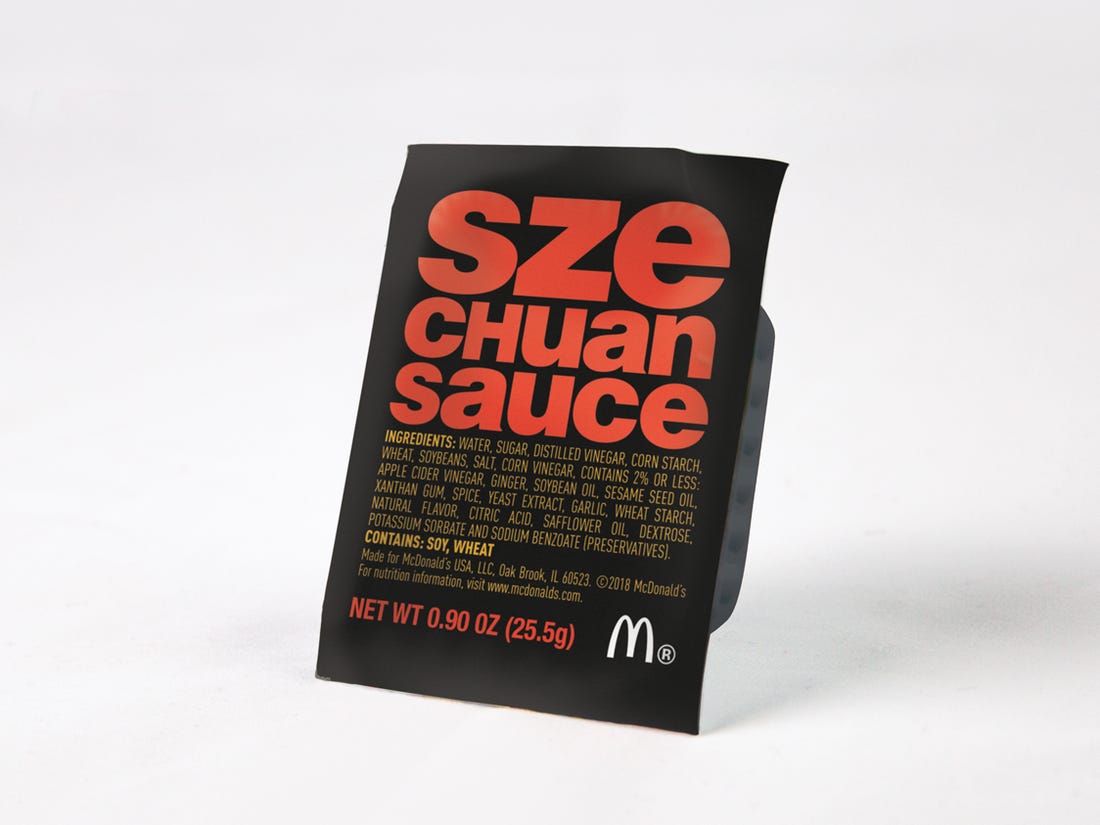 sze
CHuan
sauce
INGREDIENTS: WATER, SUGAR, DISTILLED VINEGAR, CORN STARCH,
WHEAT, SOYBEANS, SALT, CORN VINEGAR, CONTAINS 2% OR LESS:
APPLE CIDER VINEGAR, GINGER, SOYBEAN OIL, SESAME SEED OIL,
XANTHAN GUM, SPICE, YEAST EXTRACT, GARLIC, WHEAT STARCH,
NATURAL FLAVOR, CITRIC ACID, SAFFLOWER OIL, DEXTROSE,
POTASSIUM SORBATE AND SODIUM BENZOATE (PRESERVATIVES).
CONTAINS: SOY, WHEAT
Made for McDonald's USA, LLC, Oak Brook, IL 60523. ©2018 McDonald's
For nutrition information, visit www.mcdonalds.com.
NET WT 0.90 OZ (25.5g)
M®